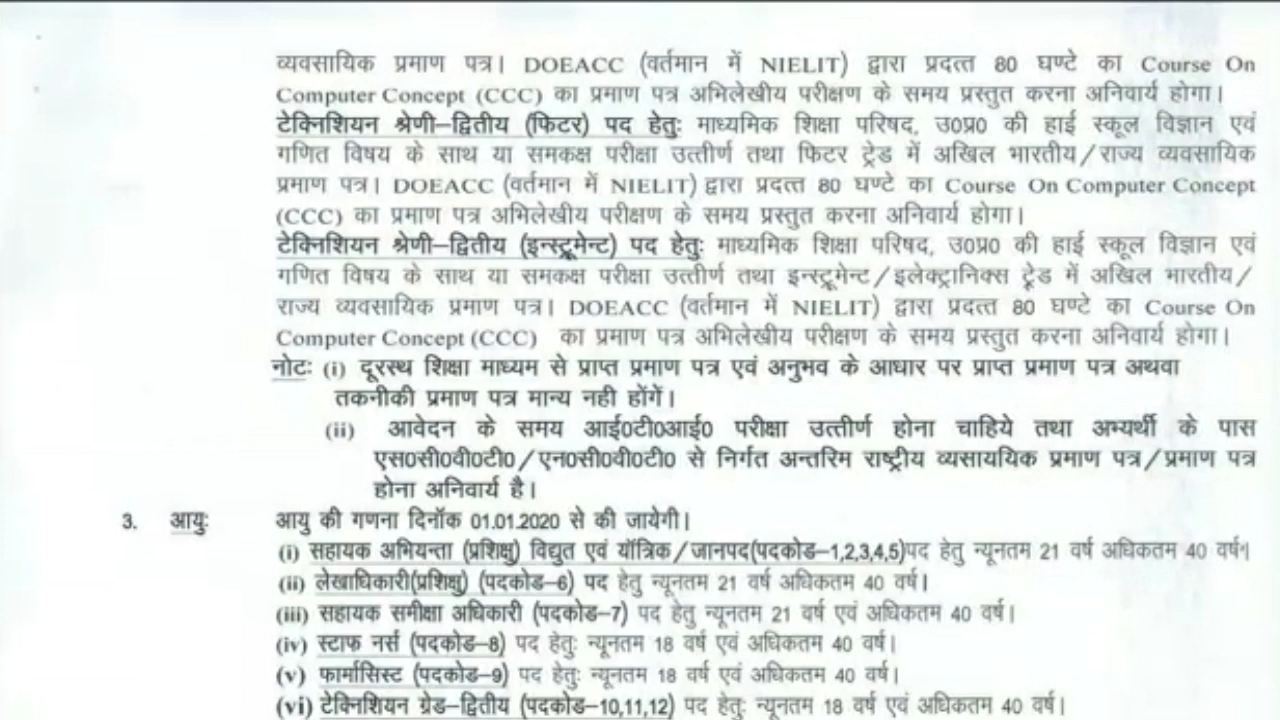 व्यवसायिक प्रमाण पत्र। DOEACC (वर्तमान में NIELIT) द्वारा प्रदत्त 80 घण्टे का Course On
Computer Concept (CCC) का प्रमाण पत्र अभिलेखीय परीक्षण के समय प्रस्तुत करना अनिवार्य होगा।
टेक्निशियन श्रेणी–द्वितीय (फिटर) पद हेतुः माध्यमिक शिक्षा परिषद, उ0प्र0 की हाई स्कूल विज्ञान एवं
गणित विषय के साथ या समकक्ष परीक्षा उत्तीर्ण तथा फिटर ट्रेड में अखिल भारतीय/राज्य व्यवसायिक
प्रमाण पत्र। DOEACC (वर्तमान में NIELIT) द्वारा प्रदत्त 80 घण्टे का Course On Computer Concept
(CCC) का प्रमाण पत्र अभिलेखीय परीक्षण के समय प्रस्तुत करना अनिवार्य होगा।
टेक्निशियन श्रेणी–द्वितीय (इन्स्ट्रूमेन्ट) पद हेतुः माध्यमिक शिक्षा परिषद, उ0प्र0 की हाई स्कूल विज्ञान एवं
गणित विषय के साथ या समकक्ष परीक्षा उत्तीर्ण तथा इन्स्ट्रूमेन्ट/इलेक्ट्रानिक्स ट्रेड में अखिल भारतीय/
राज्य व्यवसायिक प्रमाण पत्र। DOEACC (वर्तमान में NIELIT) द्वारा प्रदत्त 80 घण्टे का Course On
Computer Concept (CCC) का प्रमाण पत्र अभिलेखीय परीक्षण के समय प्रस्तुत करना अनिवार्य होगा।
नोटः (i) दूरस्थ शिक्षा माध्यम से प्राप्त प्रमाण पत्र एवं अनुभव के आधार पर प्राप्त प्रमाण पत्र अथवा
तकनीकी प्रमाण पत्र मान्य नही होंगें।
(ii) आवेदन के समय आई0टी0आई0 परीक्षा उत्तीर्ण होना चाहिये तथा अभ्यर्थी के पास
एस0सी0वी0टी0/एन0सी0वी0टी0 से निर्गत अन्तरिम राष्ट्रीय व्यसाययिक प्रमाण पत्र/प्रमाण पत्र
होना अनिवार्य है।
3. आयुः आयु की गणना दिनॉक 01.01.2020 से की जायेगी।
(i) सहायक अभियन्ता (प्रशिक्षु) विद्युत एवं यॉत्रिक/जानपद(पदकोड–1,2,3,4,5)पद हेतु न्यूनतम 21 वर्ष अधिकतम 40 वर्ष।
(ii) लेखाधिकारी(प्रशिक्षु) (पदकोड–6) पद हेतु न्यूनतम 21 वर्ष अधिकतम 40 वर्ष।
(iii) सहायक समीक्षा अधिकारी (पदकोड–7) पद हेतु न्यूनतम 21 वर्ष एवं अधिकतम 40 वर्ष।
(iv) स्टाफ नर्स (पदकोड–8) पद हेतुः न्यूनतम 18 वर्ष एवं अधिकतम 40 वर्ष।
(v) फार्मासिस्ट (पदकोड–9) पद हेतुः न्यूनतम 18 वर्ष एवं अधिकतम 40 वर्ष।
(vi) टेक्निशियन ग्रेड–द्वितीय (पदकोड–10,11,12) पद हेतुः न्यूनतम 18 वर्ष एवं अधिकतम 40 वर्ष।